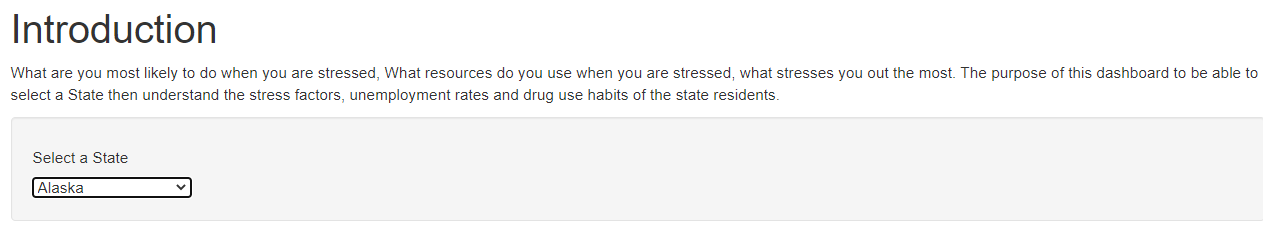 Introduction
What are you most likely to do when you are stressed, What resources do you use when you are stressed, what stresses you out the most. The purpose of this dashboard to be able to
select a State then understand the stress factors, unemployment rates and drug use habits of the state residents.
Select a State
Alaska